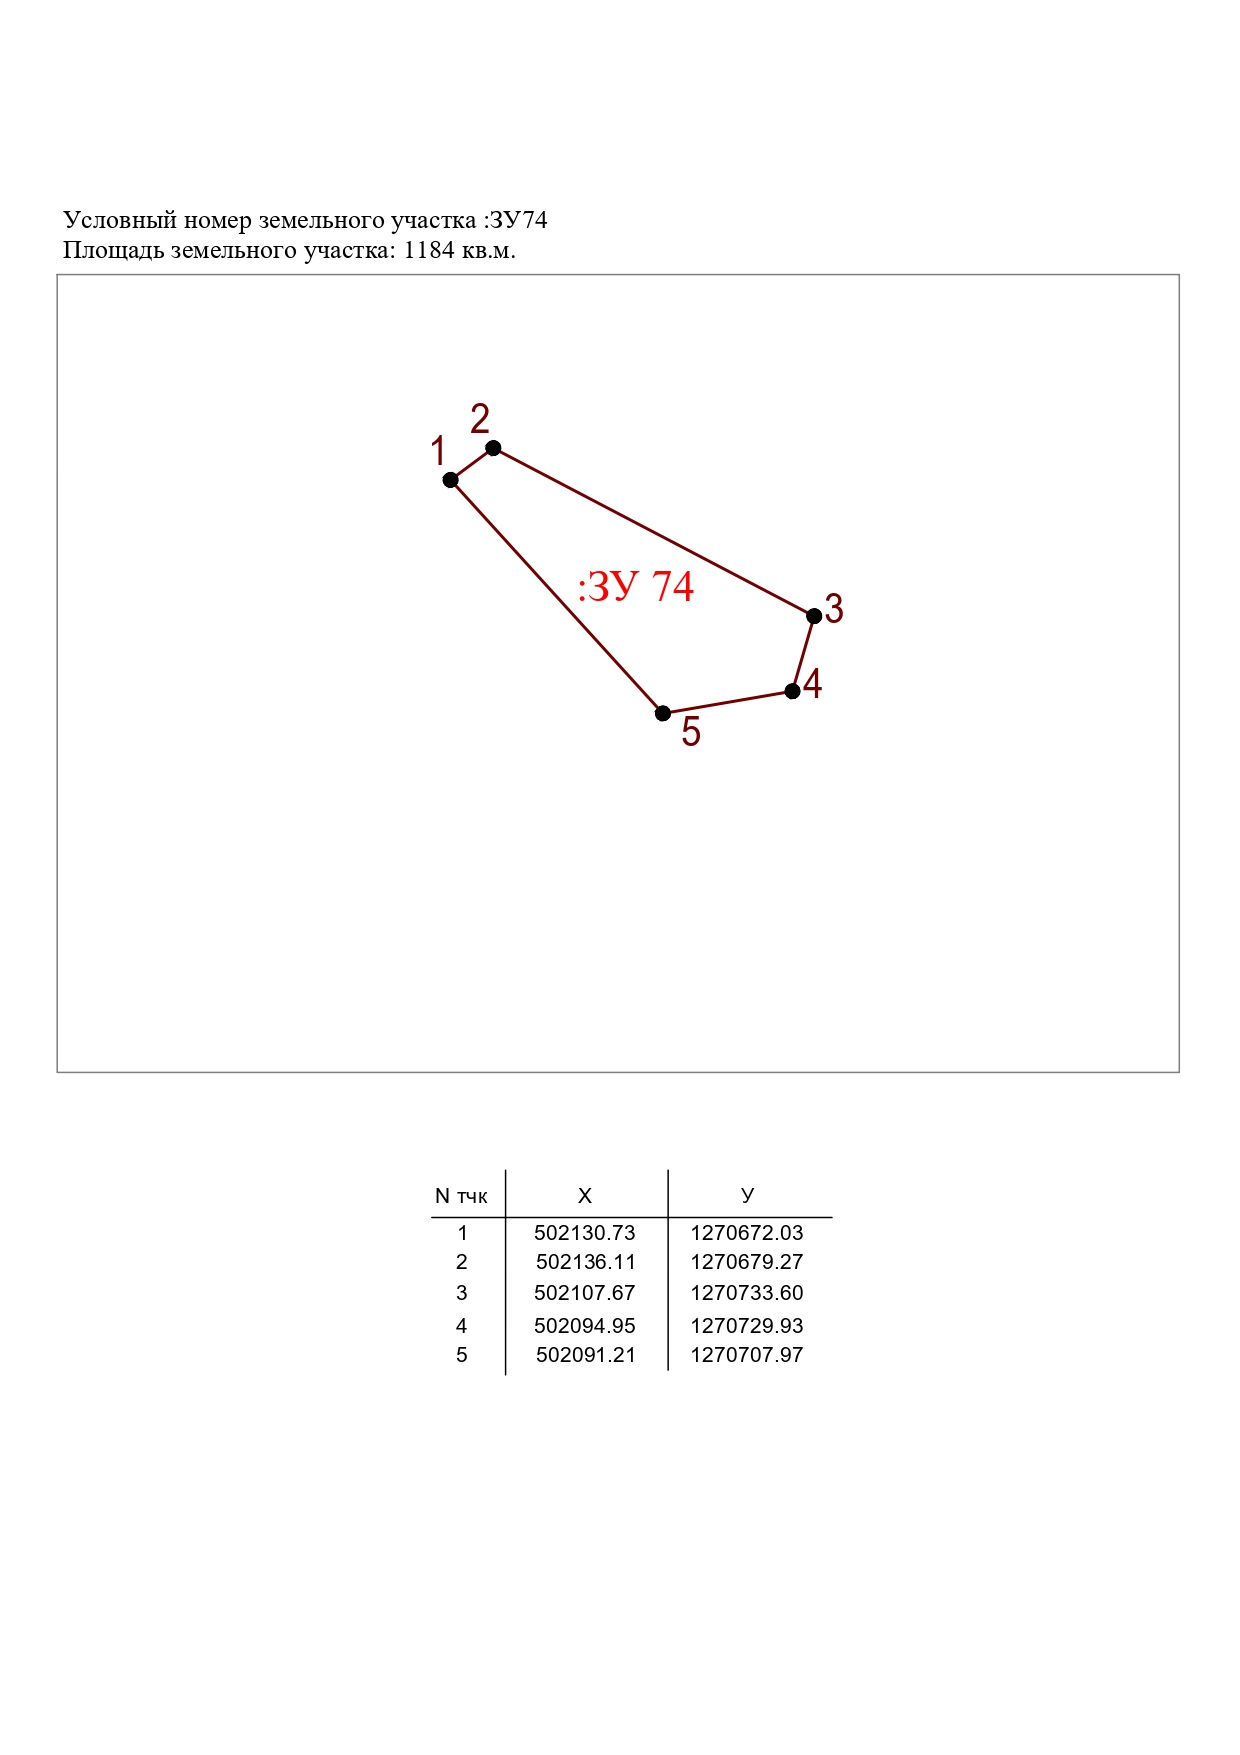 Условный номер земельного участка :ЗУ74
Площадь земельного участка: 1184 кв.м.
2
1
:ЗУ 74
3
4
5
N тчк X У
1 502130.73 1270672.03
2 502136.11 1270679.27
3 502107.67 1270733.60
4 502094.95 1270729.93
5 502091.21 1270707.97